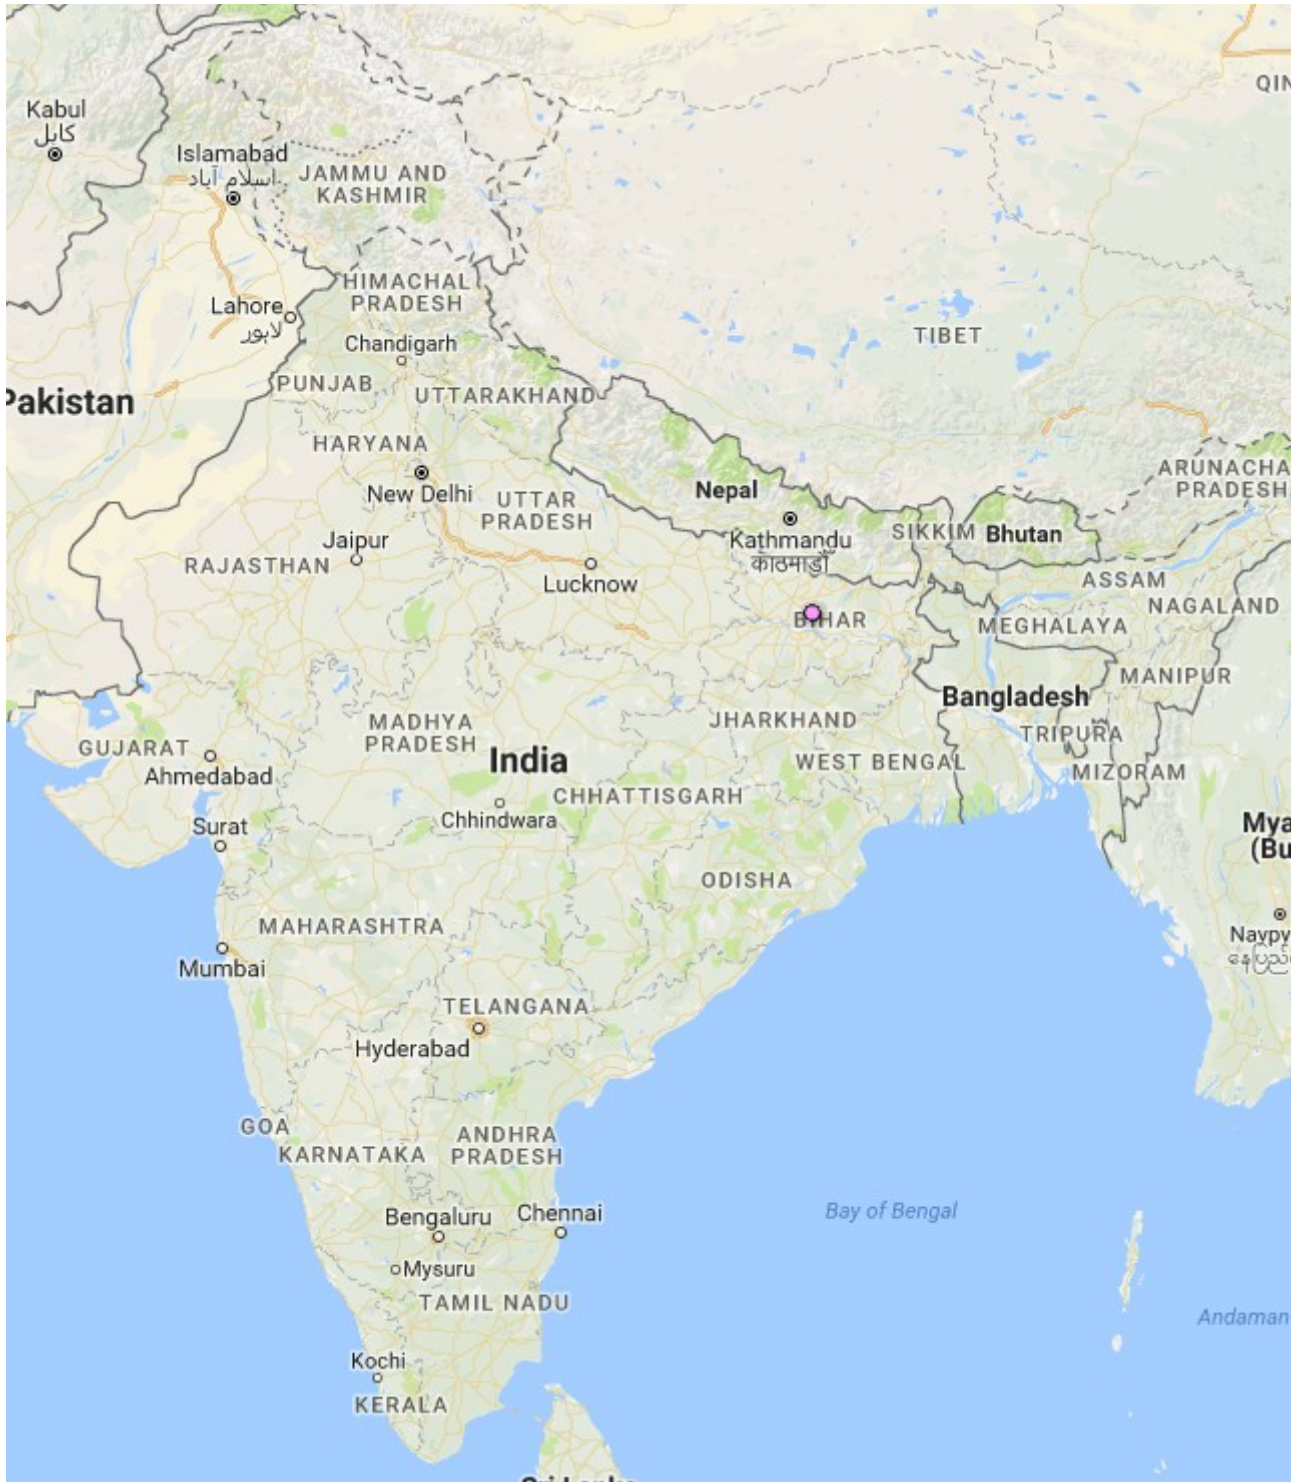 QIN
Kabul
کابل
Islamabad
اسلام آباد
JAMMU AND
KASHMIR
HIMACHAL
PRADESH
Lahore
لاہور
TIBET
Chandigarh
PUNJAB
UTTARAKHAND
Pakistan
HARYANA
ARUNACHA
PRADESH
New Delhi
Nepal
UTTAR
PRADESH
SIKKIM
Bhutan
Jaipur
Kathmandu
काठमाडौँ
RAJASTHAN
Lucknow
ASSAM
NAGALAND
BIHAR
MEGHALAYA
MANIPUR
Bangladesh
MADHYA
PRADESH
JHARKHAND
TRIPURA
GUJARAT
India
WEST BENGAL
MIZORAM
Ahmedabad
CHHATTISGARH
Chhindwara
Surat
Mya
(Bu
ODISHA
MAHARASHTRA
Naypy
Mumbai
TELANGANA
Hyderabad
GOA
ANDHRA
PRADESH
KARNATAKA
Bay of Bengal
Bengaluru
Chennai
Mysuru
TAMIL NADU
Andaman
Kochi
KERALA
Sri Lanka